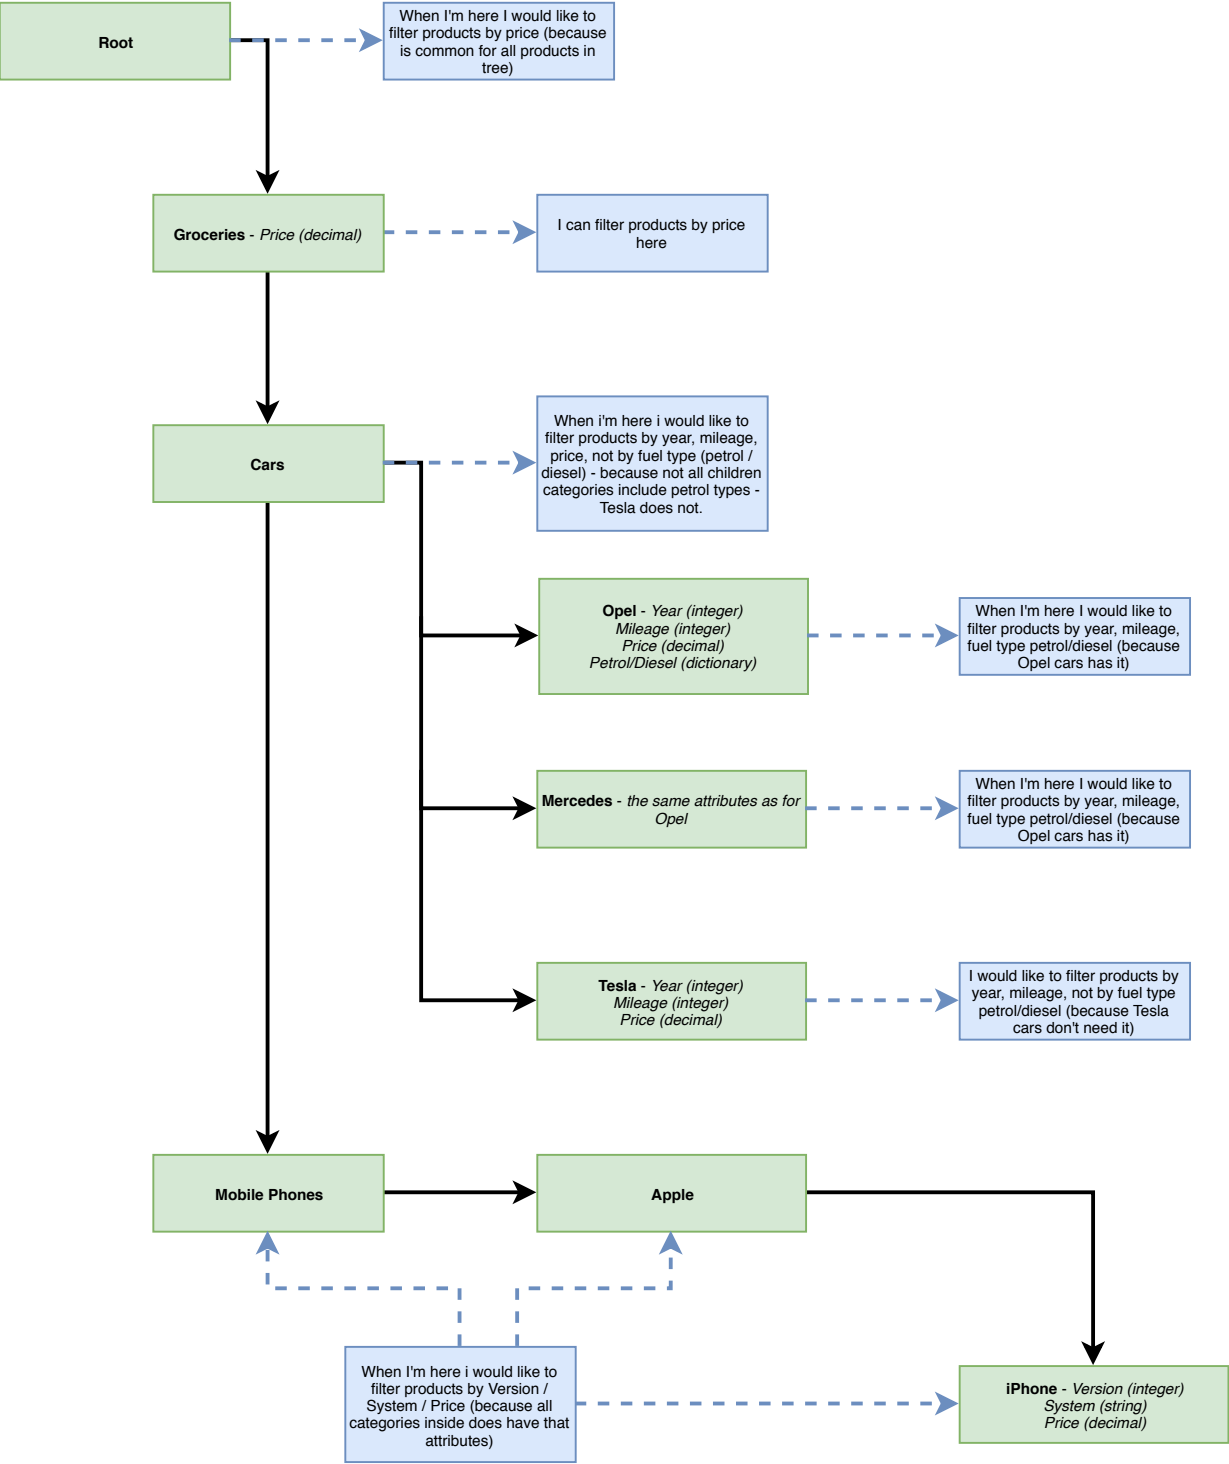 Root
When I'm here I would like to
filter products by price (because
is common for all products in
tree)
Groceries - Price (decimal)
I can filter products by price
here
Cars
When i'm here i would like to
filter products by year, mileage,
price, not by fuel type (petrol /
diesel) - because not all children
categories include petrol types -
Tesla does not.
Opel - Year (integer)
Mileage (integer)
Price (decimal)
Petrol/Diesel (dictionary)
When I'm here I would like to
filter products by year, mileage,
fuel type petrol/diesel (because
Opel cars has it)
Mercedes - the same attributes as for
Opel
When I'm here I would like to
filter products by year, mileage,
fuel type petrol/diesel (because
Opel cars has it)
Tesla - Year (integer)
Mileage (integer)
Price (decimal)
I would like to filter products by
year, mileage, not by fuel type
petrol/diesel (because Tesla
cars don't need it)
Mobile Phones
Apple
When I'm here i would like to
filter products by Version /
System / Price (because all
categories inside does have that
attributes)
iPhone - Version (integer)
System (string)
Price (decimal)